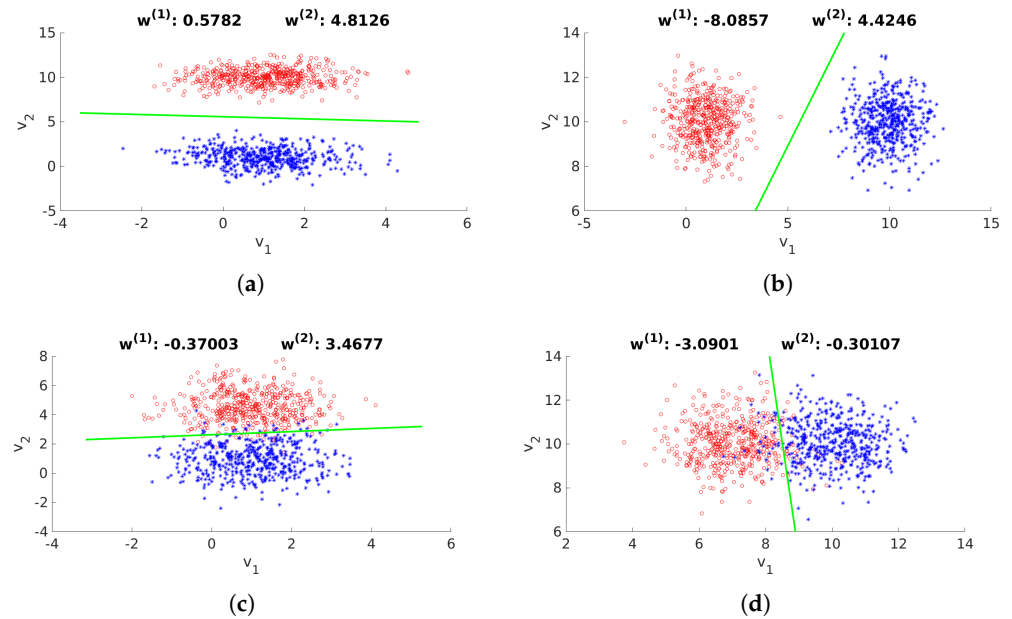 w(1): 0.5782 w(2): 4.8126
15
10
5
0
-5
v2
-4 -2 0 2 4 6
v1
(a)
w(1): -8.0857 w(2): 4.4246
14
12
10
8
6
v2
-5 0 5 10 15
v1
(b)
w(1): -0.37003 w(2): 3.4677
8
6
4
2
0
-2
-4
v2
-4 -2 0 2 4 6
v1
(c)
w(1): -3.0901 w(2): -0.30107
14
12
10
8
6
v2
2 4 6 8 10 12 14
v1
(d)